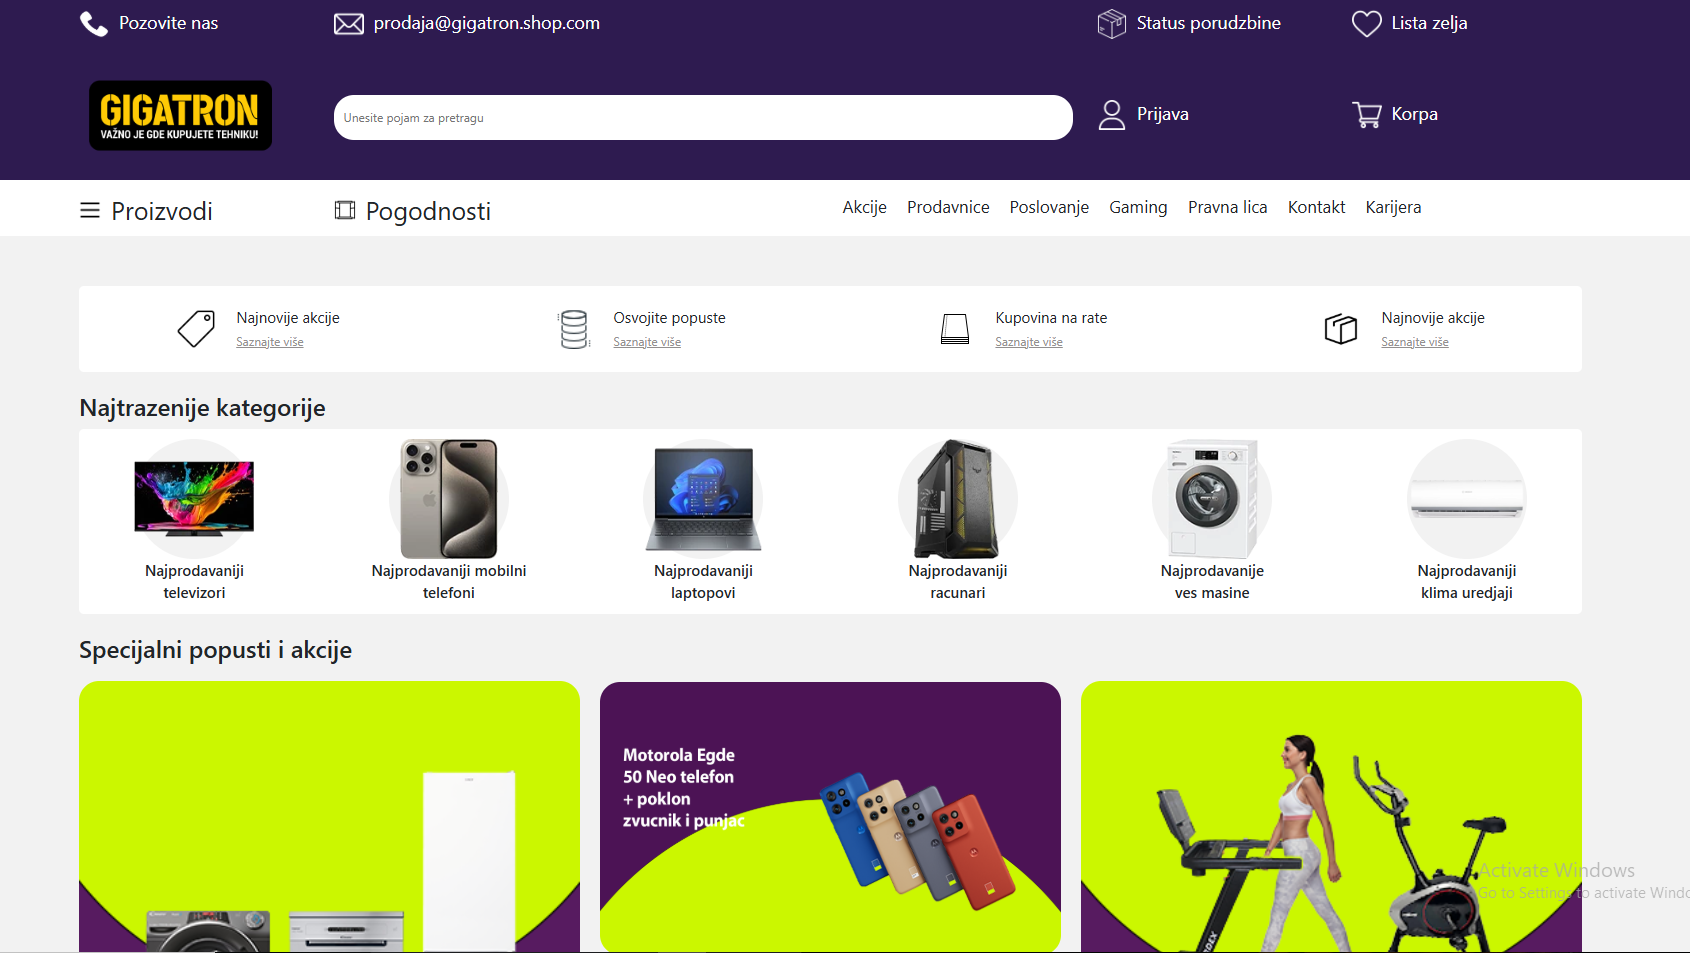 Pozovite nas
prodaja@gigatron.shop.com
Status porudzbine
Lista zelja
GIGATRON
VAŽNO JE GDE KUPUJETE TEHNIKU!
Unesite pojam za pretragu
Prijava
Korpa
Proizvodi
Pogodnosti
Akcije
Prodavnice
Poslovanje
Gaming
Pravna lica
Kontakt
Karijera
Najnovije akcije
Saznajte više
Osvojite popuste
Saznajte više
Kupovina na rate
Saznajte više
Najnovije akcije
Saznajte više
Najtrazenije kategorije
Najprodavaniji
televizori
Najprodavaniji mobilni
telefoni
Najprodavaniji
laptopovi
Najprodavaniji
racunari
Najprodavanije
ves masine
Najprodavaniji
klima uredjaji
Specijalni popusti i akcije
Motorola Egde
50 Neo telefon
+ poklon
zvucnik i punjac
Activate Windows
Go to Settings to activate Windo